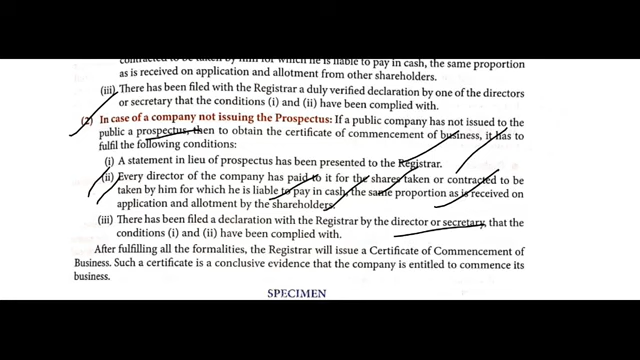 contracted to be taken by him for which he is liable to pay in cash, the same proportion
as is received on application and allotment from other shareholders.
(iii) There has been filed with the Registrar a duly verified declaration by one of the directors
or secretary that the conditions (i) and (ii) have been complied with.
(2) In case of a company not issuing the Prospectus: If a public company has not issued to the
public a prospectus, then to obtain the certificate of commencement of business, it has to
fulfil the following conditions:
(i) A statement in lieu of prospectus has been presented to the Registrar.
(ii) Every director of the company has paid to it for the shares taken or contracted to be
taken by him for which he is liable to pay in cash, the same proportion as is received on
application and allotment by the shareholders.
(iii) There has been filed a declaration with the Registrar by the director or secretary, that the
conditions (i) and (ii) have been complied with.
After fulfilling all the formalities, the Registrar will issue a Certificate of Commencement of
Business. Such a certificate is a conclusive evidence that the company is entitled to commence its
business.
SPECIMEN